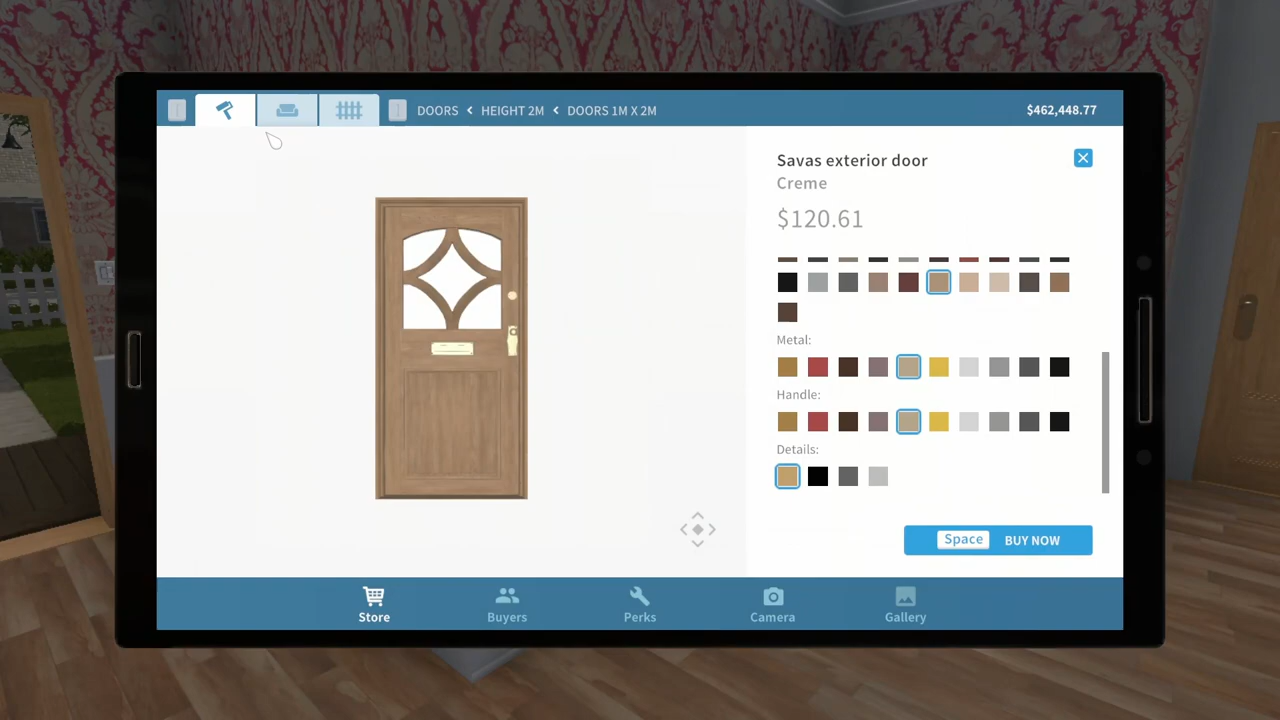 DOORS < HEIGHT 2M < DOORS 1M X 2M
$462,448.77
Savas exterior door
Creme
$120.61
Metal:
Handle:
Details:
Space BUY NOW
Store
Buyers
Perks
Camera
Gallery